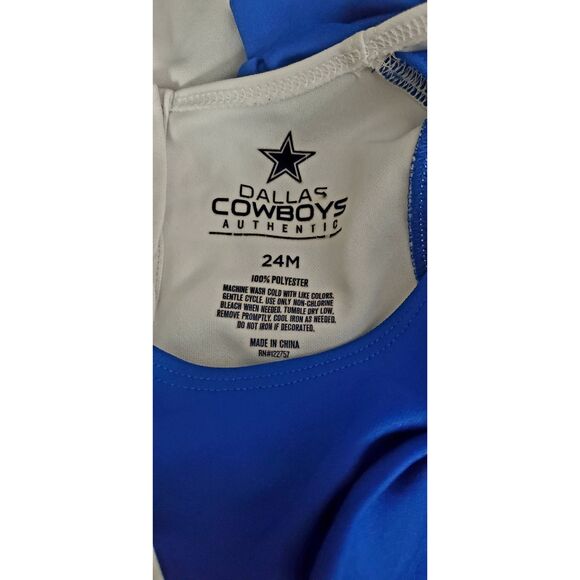 DALLAS
COWBOYS
AUTHENTIC
24M
100% POLYESTER
MACHINE WASH COLD WITH LIKE COLORS.
GENTLE CYCLE. USE ONLY NON-CHLORINE
BLEACH WHEN NEEDED. TUMBLE DRY LOW.
REMOVE PROMPTLY. COOL IRON AS NEEDED.
DO NOT IRON IF DECORATED.
MADE IN CHINA
RN#122757